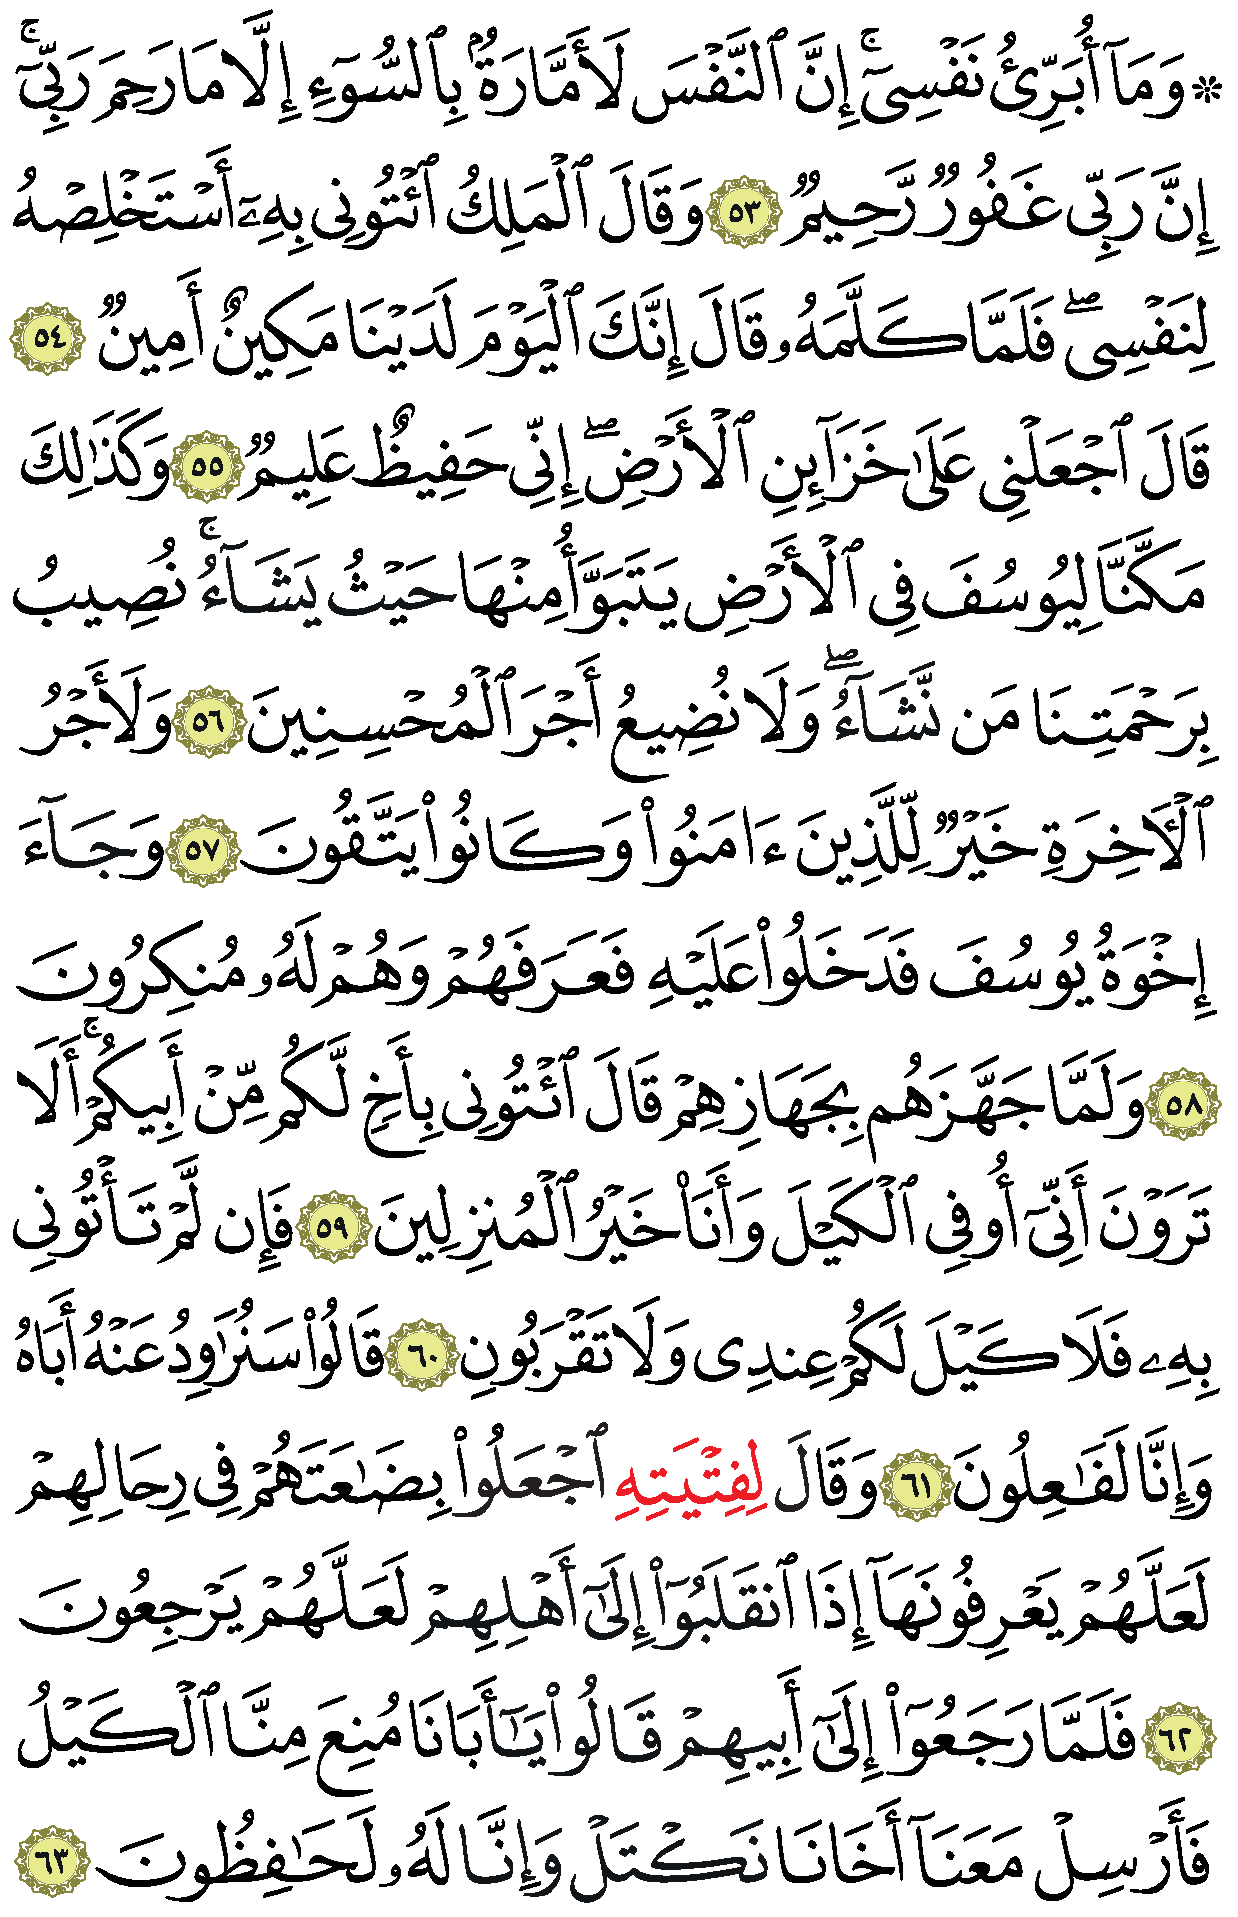 ۞ وَمَآ أُبَرِّئُ نَفْسِىٓ ۚ إِنَّ ٱلنَّفْسَ لَأَمَّارَةٌۢ بِٱلسُّوٓءِ إِلَّا مَا رَحِمَ رَبِّىٓ ۚ
إِنَّ رَبِّى غَفُورٌ رَّحِيمٌ ٥٣ وَقَالَ ٱلْمَلِكُ ٱئْتُونِى بِهِۦٓ أَسْتَخْلِصْهُ
لِنَفْسِى ۖ فَلَمَّا كَلَّمَهُۥ قَالَ إِنَّكَ ٱلْيَوْمَ لَدَيْنَا مَكِينٌ أَمِينٌ ٥٤
قَالَ ٱجْعَلْنِى عَلَىٰ خَزَآئِنِ ٱلْأَرْضِ ۖ إِنِّى حَفِيظٌ عَلِيمٌ ٥٥ وَكَذَٰلِكَ
مَكَّنَّا لِيُوسُفَ فِى ٱلْأَرْضِ يَتَبَوَّأُ مِنْهَا حَيْثُ يَشَآءُ ۚ نُصِيبُ
بِرَحْمَتِنَا مَن نَّشَآءُ ۖ وَلَا نُضِيعُ أَجْرَ ٱلْمُحْسِنِينَ ٥٦ وَلَأَجْرُ
ٱلْـَٔاخِرَةِ خَيْرٌ لِّلَّذِينَ ءَامَنُوا۟ وَكَانُوا۟ يَتَّقُونَ ٥٧ وَجَآءَ
إِخْوَةُ يُوسُفَ فَدَخَلُوا۟ عَلَيْهِ فَعَرَفَهُمْ وَهُمْ لَهُۥ مُنكِرُونَ
٥٨ وَلَمَّا جَهَّزَهُم بِجَهَازِهِمْ قَالَ ٱئْتُونِى بِأَخٍ لَّكُم مِّنْ أَبِيكُمْ ۚ أَلَا
تَرَوْنَ أَنِّىٓ أُوفِى ٱلْكَيْلَ وَأَنَا۠ خَيْرُ ٱلْمُنزِلِينَ ٥٩ فَإِن لَّمْ تَأْتُونِى
بِهِۦ فَلَا كَيْلَ لَكُمْ عِندِى وَلَا تَقْرَبُونِ ٦٠ قَالُوا۟ سَنُرَٰوِدُ عَنْهُ أَبَاهُ
وَإِنَّا لَفَـٰعِلُونَ ٦١ وَقَالَ لِفِتْيَتِهِ ٱجْعَلُوا۟ بِضَـٰعَتَهُمْ فِى رِحَالِهِمْ
لَعَلَّهُمْ يَعْرِفُونَهَآ إِذَا ٱنقَلَبُوٓا۟ إِلَىٰٓ أَهْلِهِمْ لَعَلَّهُمْ يَرْجِعُونَ
٦٢ فَلَمَّا رَجَعُوٓا۟ إِلَىٰٓ أَبِيهِمْ قَالُوا۟ يَـٰٓأَبَانَا مُنِعَ مِنَّا ٱلْكَيْلُ
فَأَرْسِلْ مَعَنَآ أَخَانَا نَكْتَلْ وَإِنَّا لَهُۥ لَحَـٰفِظُونَ ٦٣